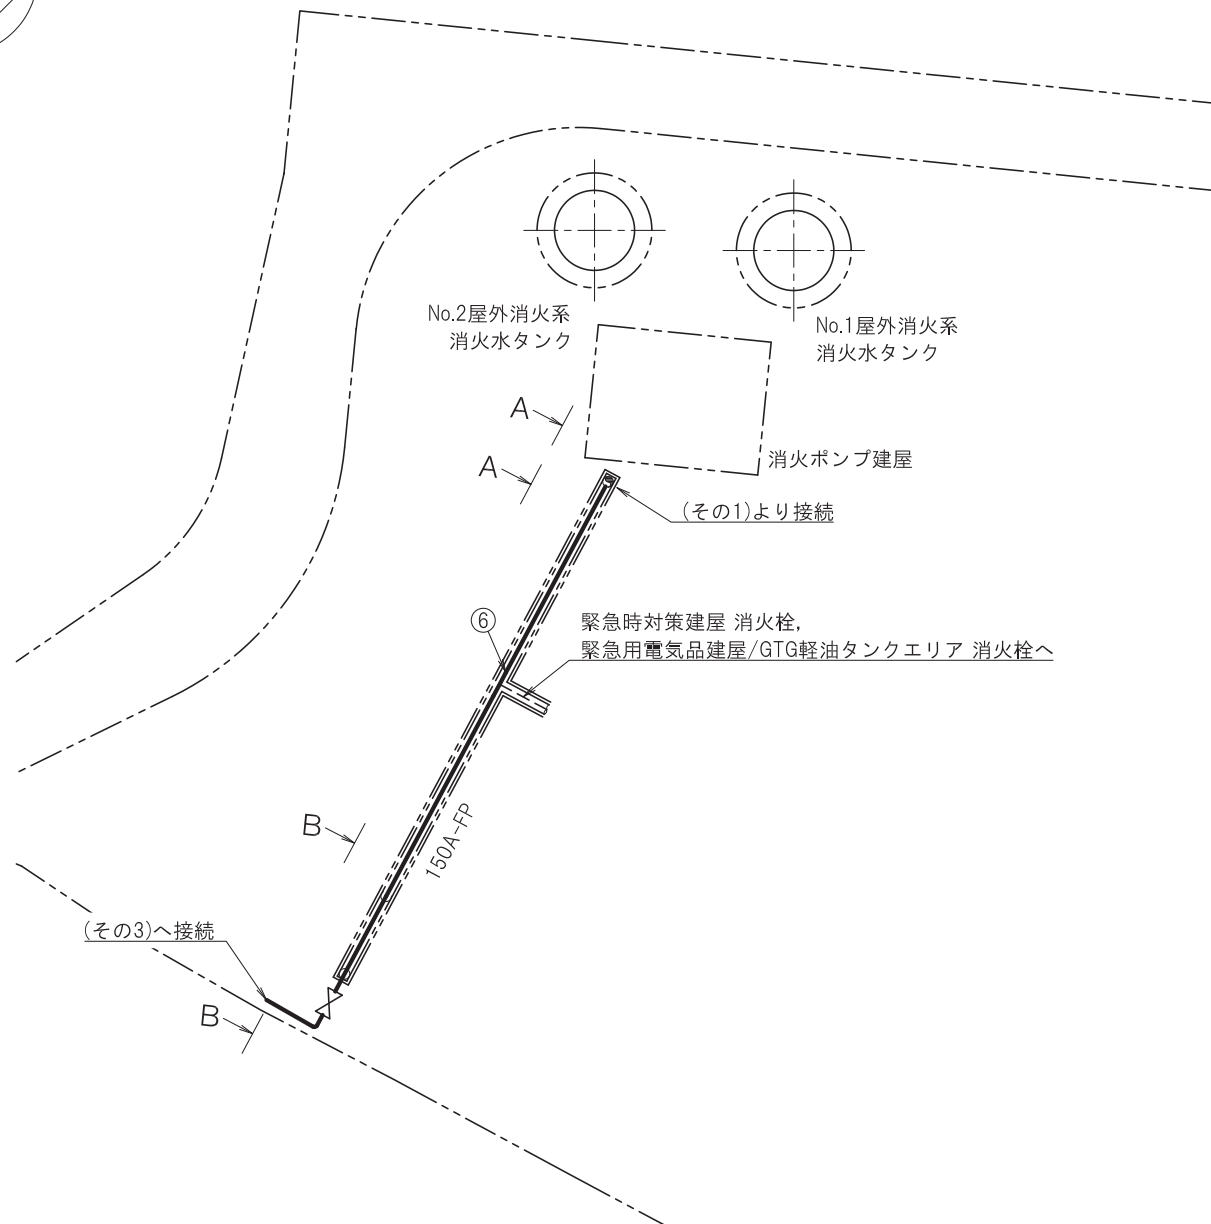 No.2屋外消火系
消火水タンク
No.1屋外消火系
消火水タンク
A
A
消火ポンプ建屋
(その1)より接続
⑥
緊急時対策建屋 消火栓,
緊急用電気品建屋/GTG軽油タンクエリア 消火栓へ
B
150A-FP
(その3)へ接続
B